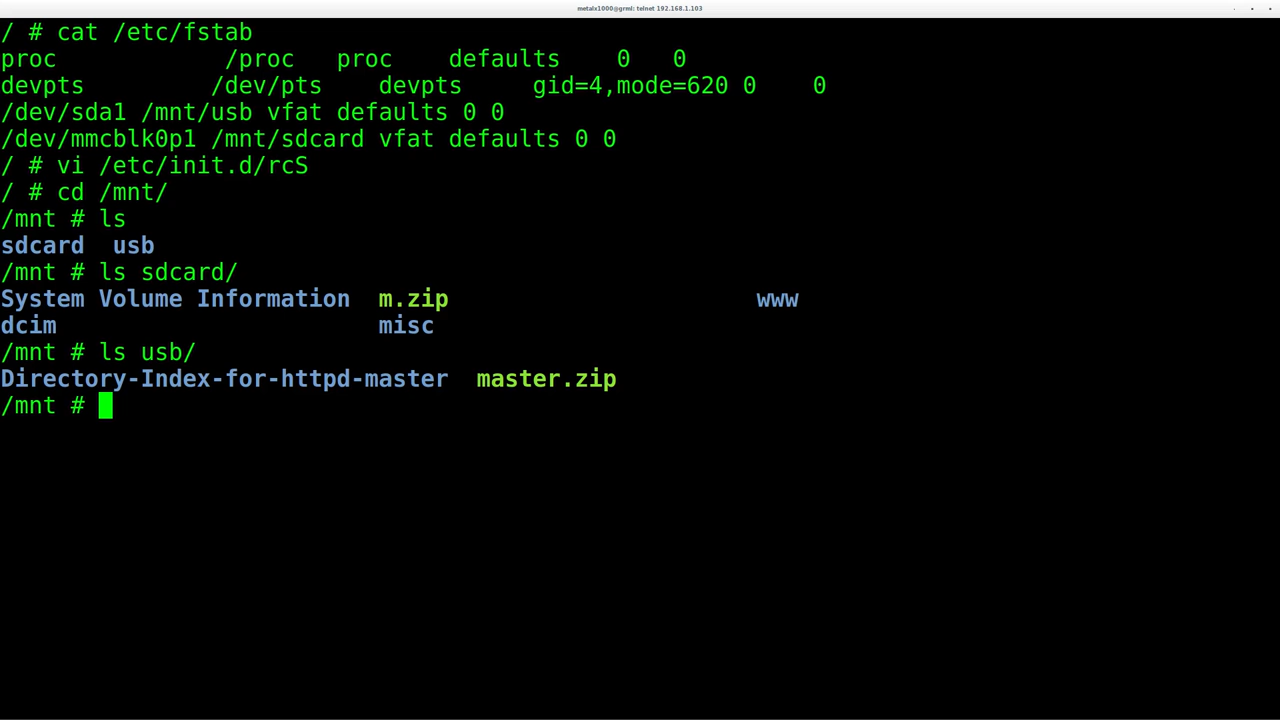 metalx1000@grml: telnet 192.168.1.103
/ # cat /etc/fstab
proc            /proc   proc    defaults    0   0
devpts         /dev/pts    devpts     gid=4,mode=620 0    0
/dev/sda1 /mnt/usb vfat defaults 0 0
/dev/mmcblk0p1 /mnt/sdcard vfat defaults 0 0
/ # vi /etc/init.d/rcS
/ # cd /mnt/
/mnt # ls
sdcard  usb
/mnt # ls sdcard/
System Volume Information  m.zip                      www
dcim                       misc
/mnt # ls usb/
Directory-Index-for-httpd-master  master.zip
/mnt #